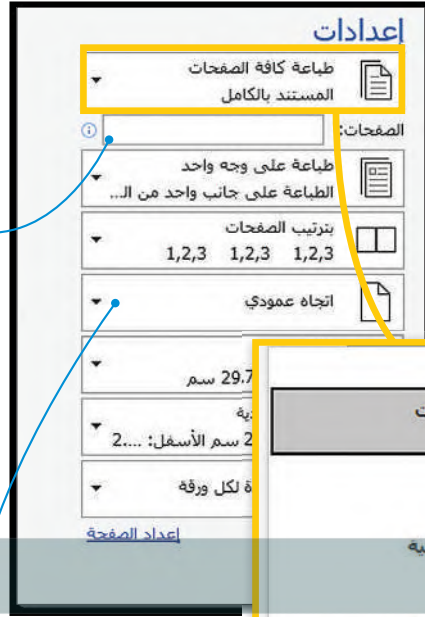 إعدادات
طباعة كافة الصفحات
المستند بالكامل
الصفحات:
طباعة على وجه واحد
الطباعة على جانب واحد من الـ...
بترتيب الصفحات
1,2,3 1,2,3 1,2,3
اتجاه عمودي
29.7 سم
2 سم الأسفل: ....2
لكل ورقة
إعداد الصفحة